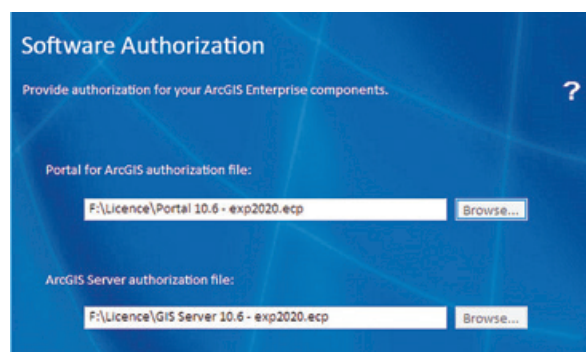 Software Authorization
Provide authorization for your ArcGIS Enterprise components.
?
Portal for ArcGIS authorization file:
F:\Licence\Portal 10.6 - exp2020.ecp
Browse...
ArcGIS Server authorization file:
F:\Licence\GIS Server 10.6 - exp2020.ecp
Browse...